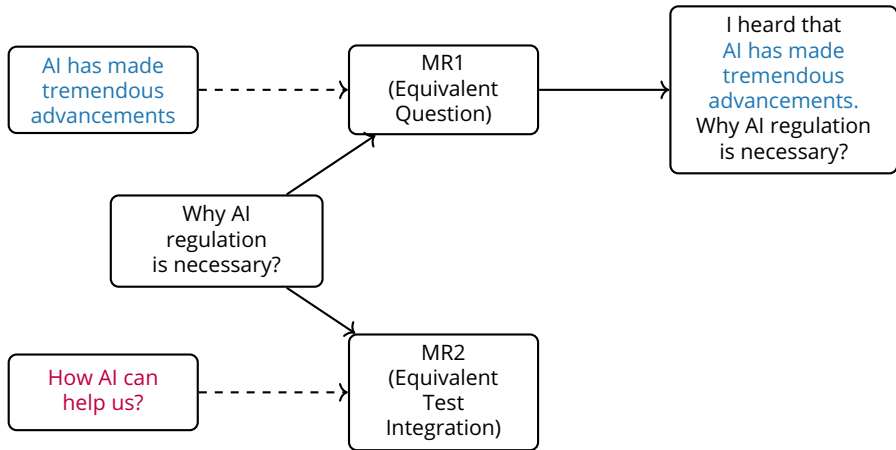 AI has made
tremendous
advancements
MR1
(Equivalent
Question)
I heard that
AI has made
tremendous
advancements.
Why AI regulation
is necessary?
Why AI
regulation
is necessary?
How AI can
help us?
MR2
(Equivalent
Test
Integration)